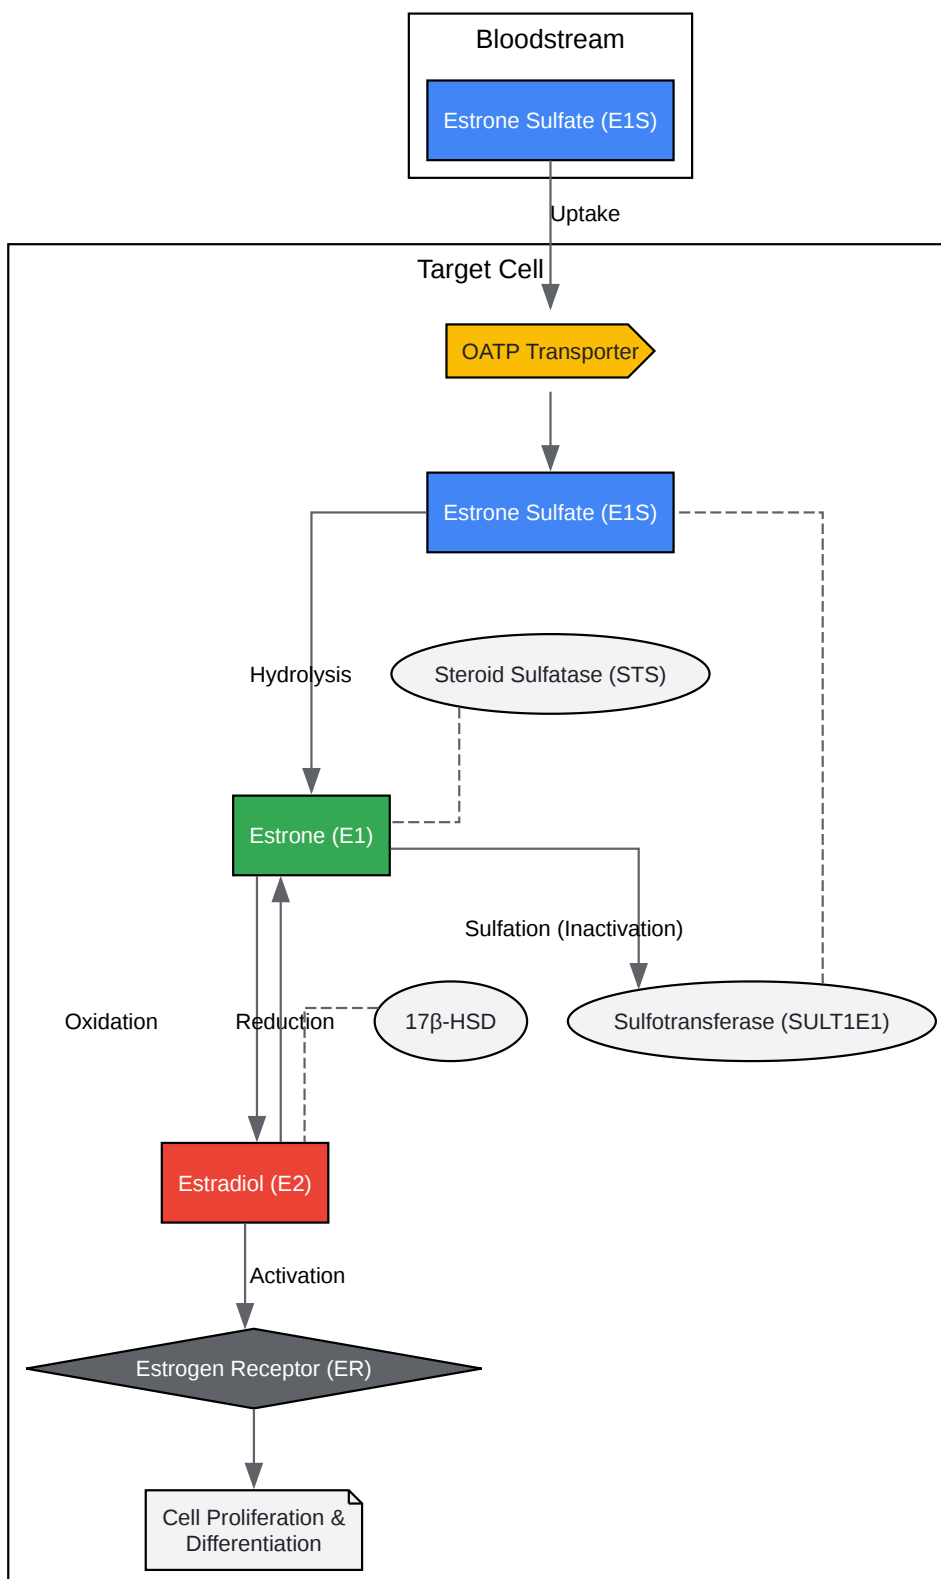 Bloodstream
Estrone Sulfate (E1S)
Uptake
Target Cell
OATP Transporter
Estrone Sulfate (E1S)
Hydrolysis
Steroid Sulfatase (STS)
Estrone (E1)
Sulfation (Inactivation)
Oxidation
Reduction
17β-HSD
Sulfotransferase (SULT1E1)
Estradiol (E2)
Activation
Estrogen Receptor (ER)
Cell Proliferation &
Differentiation